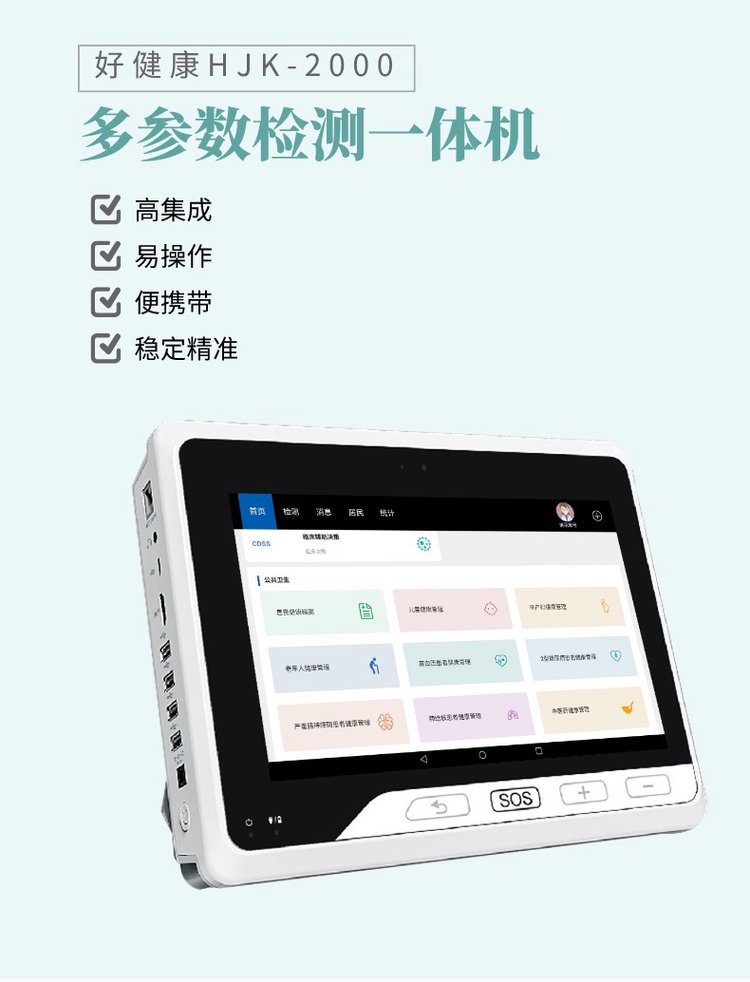 好健康HJK-2000
多参数检测一体机
高集成
易操作
便携带
稳定精准
首页 检测 消息 居民 统计
CDSS 临床辅助决策
临床决策
公共卫生
居民健康档案 儿童健康管理 孕产妇健康管理
老年人健康管理 高血压患者健康管理 2型糖尿病患者健康管理
严重精神障碍患者健康管理 肺结核患者健康管理 中医药健康管理
SOS